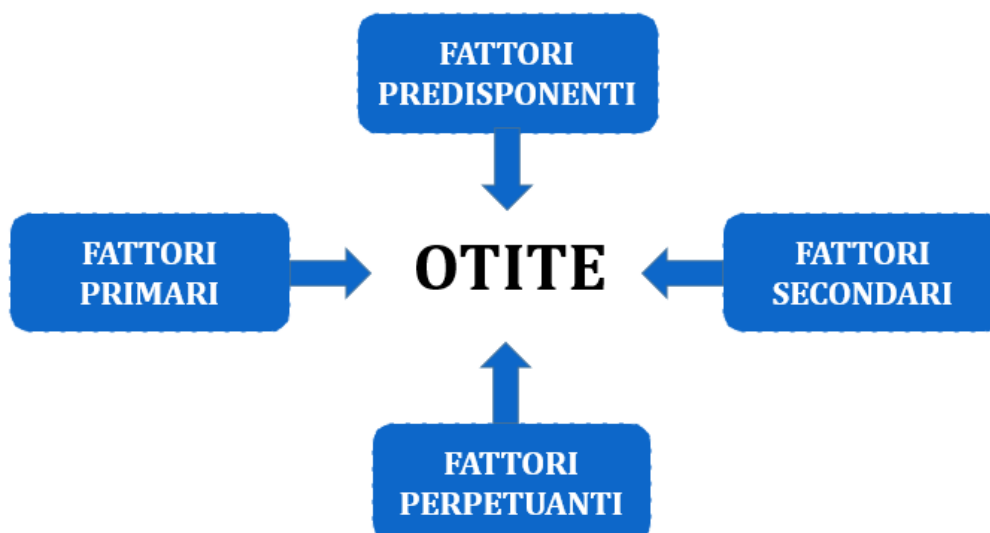 FATTORI
PREDISPONENTI
FATTORI
PRIMARI
OTITE
FATTORI
SECONDARI
FATTORI
PERPETUANTI